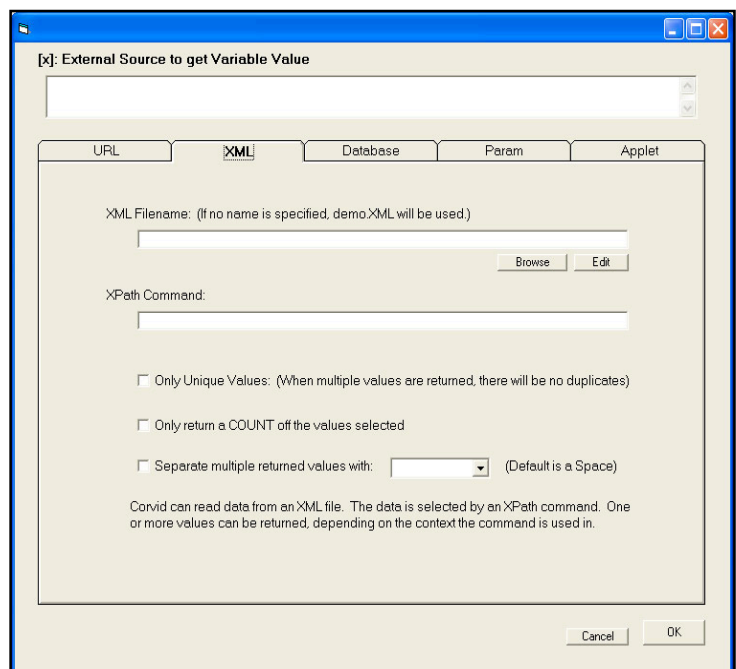 [x]: External Source to get Variable Value
URL XML Database Param Applet
XML Filename: (If no name is specified, demo.XML will be used.)
Browse Edit
XPath Command:
Only Unique Values: (When multiple values are returned, there will be no duplicates)
Only return a COUNT off the values selected
Separate multiple returned values with: (Default is a Space)
Corvid can read data from an XML file. The data is selected by an XPath command. One
or more values can be returned, depending on the context the command is used in.
Cancel OK